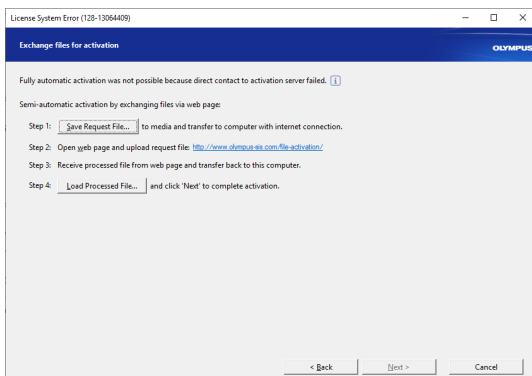 License System Error (128-13064409)
Exchange files for activation
OLYMPUS
Fully automatic activation was not possible because direct contact to activation server failed. i
Semi-automatic activation by exchanging files via web page:
Step 1: Save Request File... to media and transfer to computer with internet connection.
Step 2: Open web page and upload request file: http://www.olympus-sis.com/file-activation/
Step 3: Receive processed file from web page and transfer back to this computer.
Step 4: Load Processed File... and click 'Next' to complete activation.
< Back Next > Cancel